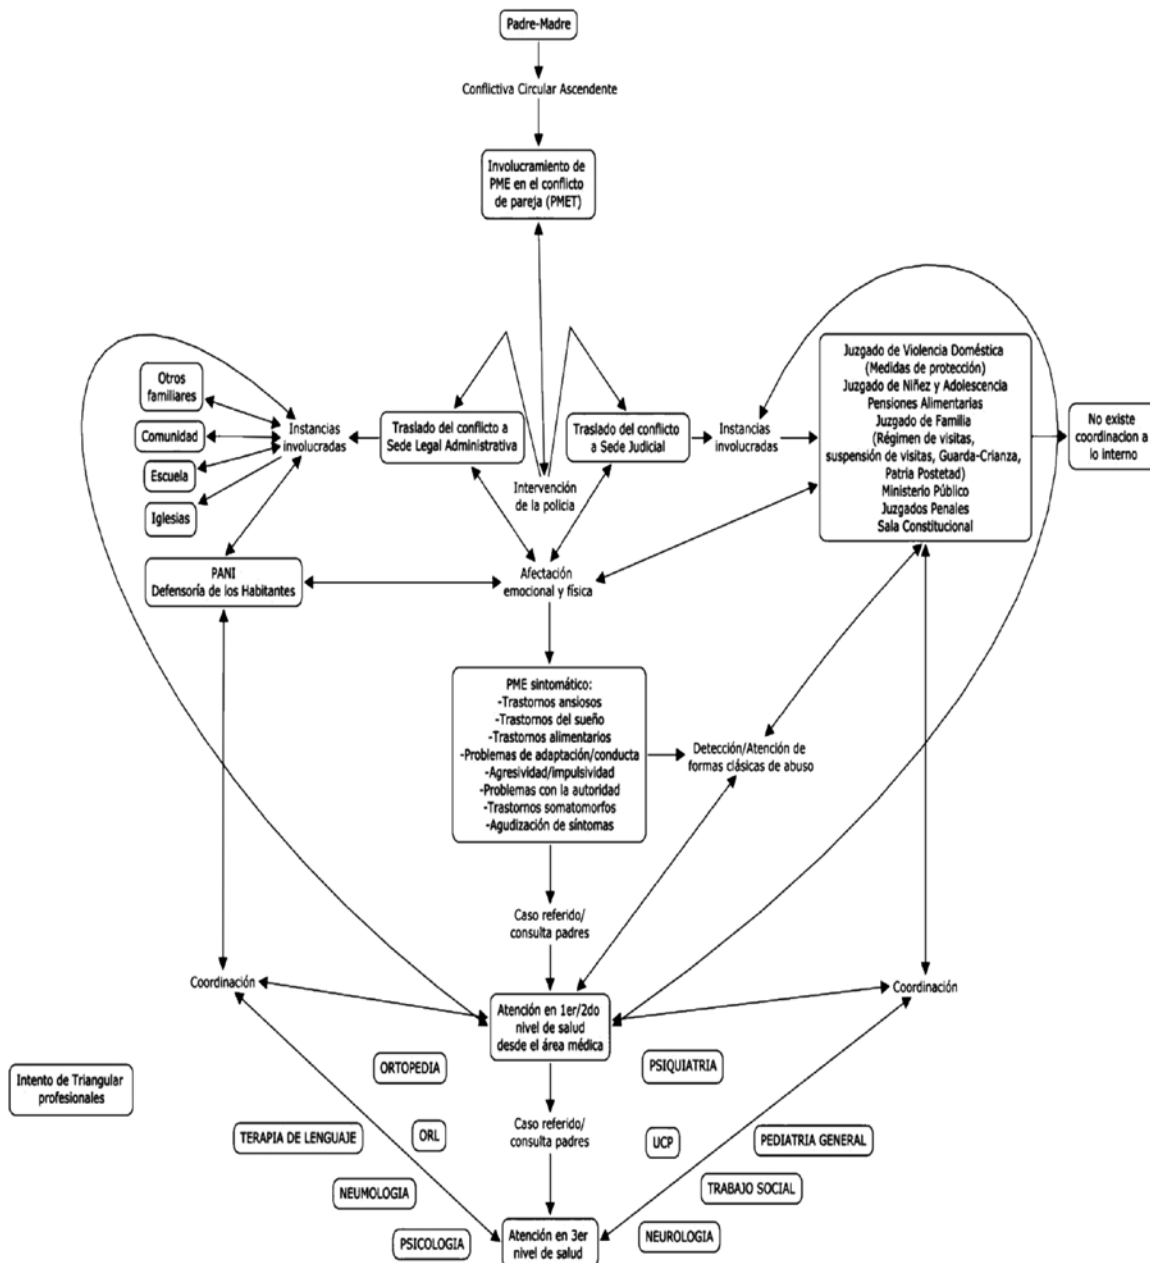 Padre-Madre
Conflictiva Circular Ascendente
Involucramiento de
PME en el conflicto
de pareja (PMET)
Otros
familiares
Comunidad
Escuela
Iglesias
Instancias
involucradas
Traslado del conflicto a
Sede Legal Administrativa
Traslado del conflicto
a Sede Judicial
Instancias
involucradas
Juzgado de Violencia Doméstica
(Medidas de protección)
Juzgado de Niñez y Adolescencia
Pensiones Alimentarias
Juzgado de Familia
(Régimen de visitas,
suspensión de visitas, Guarda-Crianza,
Patria Postetad)
Ministerio Público
Juzgados Penales
Sala Constitucional
No existe
coordinacion a
lo interno
Intervención
de la policia
PANI
Defensoría de los Habitantes
Afectación
emocional y física
PME sintomático:
-Trastornos ansiosos
-Trastornos del sueño
-Trastornos alimentarios
-Problemas de adaptación/conducta
-Agresividad/impulsividad
-Problemas con la autoridad
-Trastornos somatomorfos
-Agudización de síntomas
Detección/Atención de
formas clásicas de abuso
Caso referido/
consulta padres
Coordinación
Atención en 1er/2do
nivel de salud
desde el área médica
Coordinación
Intento de Triangular
profesionales
ORTOPEDIA
PSIQUIATRIA
Caso referido/
consulta padres
TERAPIA DE LENGUAJE
ORL
UCP
PEDIATRIA GENERAL
NEUMOLOGIA
TRABAJO SOCIAL
PSICOLOGIA
Atención en 3er
nivel de salud
NEUROLOGIA